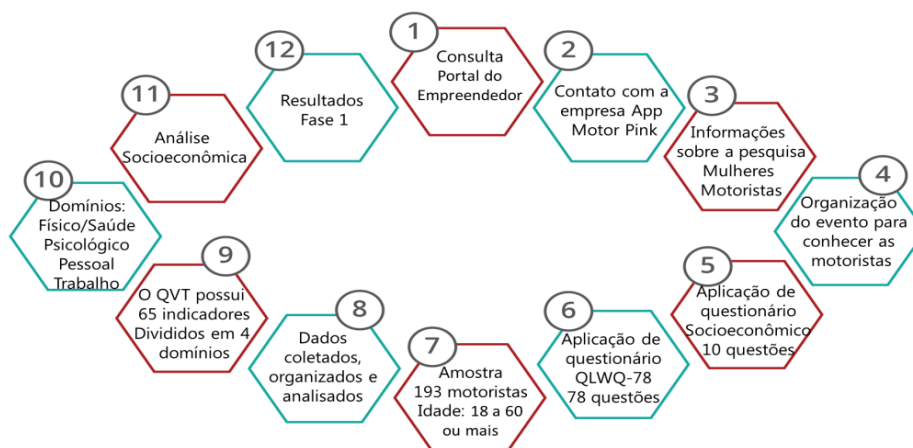 1
Consulta
Portal do
Empreendedor
2
Contato com a
empresa App
Motor Pink
3
Informações
sobre a pesquisa
Mulheres
Motoristas
4
Organização
do evento para
conhecer as
motoristas
5
Aplicação de
questionário
Socioeconômico
10 questões
6
Aplicação de
questionário
QLWQ-78
78 questões
7
Amostra
193 motoristas
Idade: 18 a 60
ou mais
8
Dados
coletados,
organizados e
analisados
9
O QVT possui
65 indicadores
Divididos em 4
domínios
10
Domínios:
Físico/Saúde
Psicológico
Pessoal
Trabalho
11
Análise
Socioeconômica
12
Resultados
Fase 1